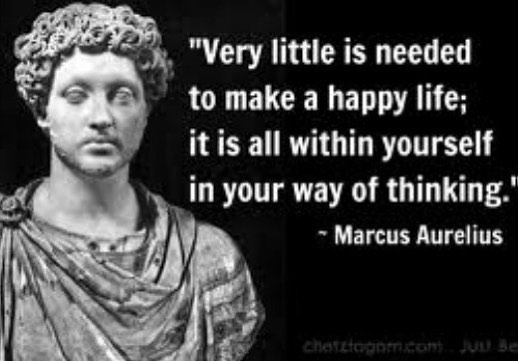 "Very little is needed
to make a happy life;
it is all within yourself
in your way of thinking."
~ Marcus Aurelius